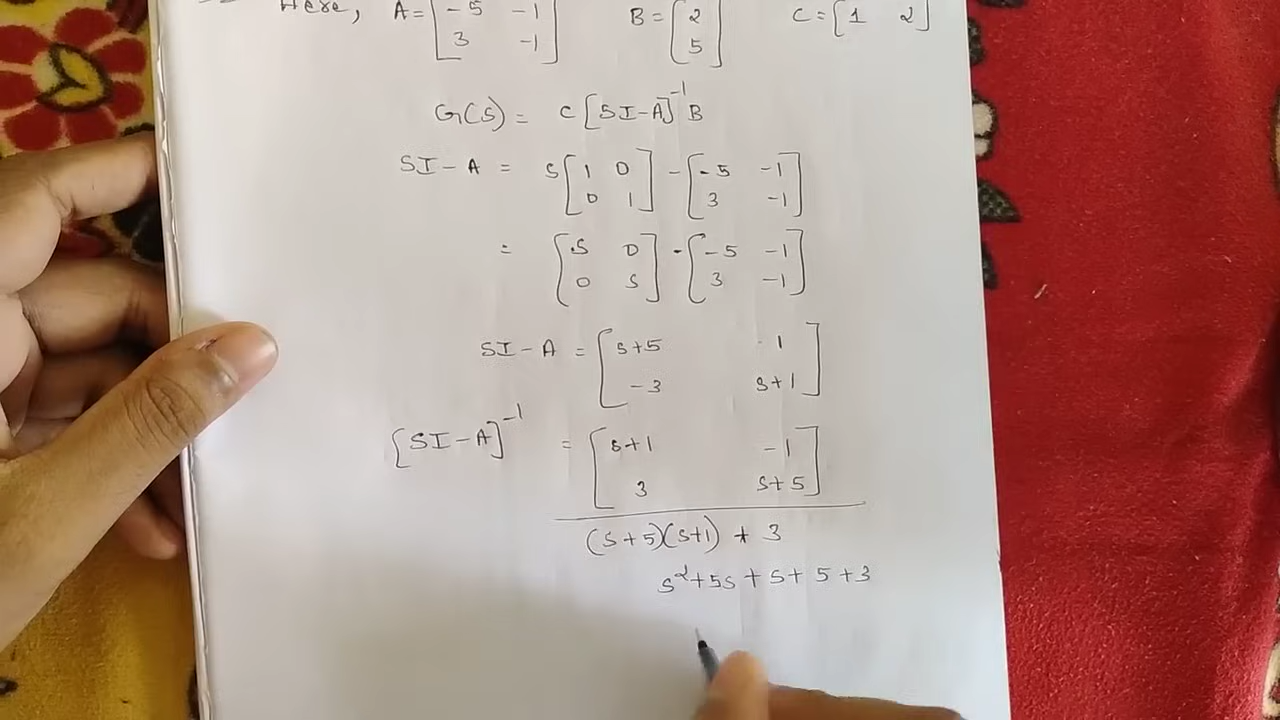 Here, A = [ -5 -1 B = [ 2 C = [ 1 2 ]
3 -1 ] 5 ]
G(s) = C [SI-A]⁻¹ B
SI - A = s [ 1 0 ] - [ -5 -1 ]
[ 0 1 ] [ 3 -1 ]
= [ s 0 ] - [ -5 -1 ]
[ 0 s ] [ 3 -1 ]
SI - A = [ s+5 1 ]
[ -3 s+1 ]
[SI-A]⁻¹ = [ s+1 -1 ]
[ 3 s+5 ]
(s+5)(s+1) + 3
s²+5s+s+5+3